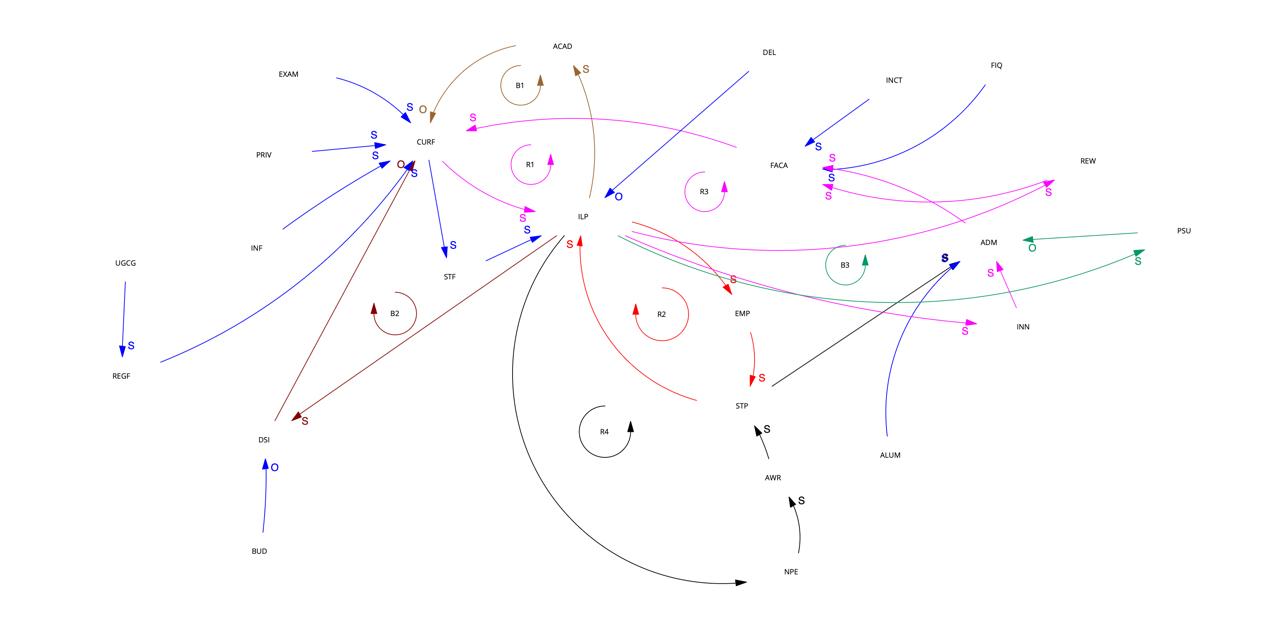 ACAD
DEL
FIQ
EXAM
S
INCT
B1
S
O
S
CURF
S
S
S
PRIV
S
O
S
R1
FACA
S
S
S
REW
R3
S
S
O
S
ILP
S
PSU
INF
S
S
ADM
O
S
STF
S
UGCG
S
B3
S
S
R2
EMP
B2
INN
S
S
REGF
S
STP
S
R4
S
DSI
ALUM
O
AWR
S
BUD
NPE